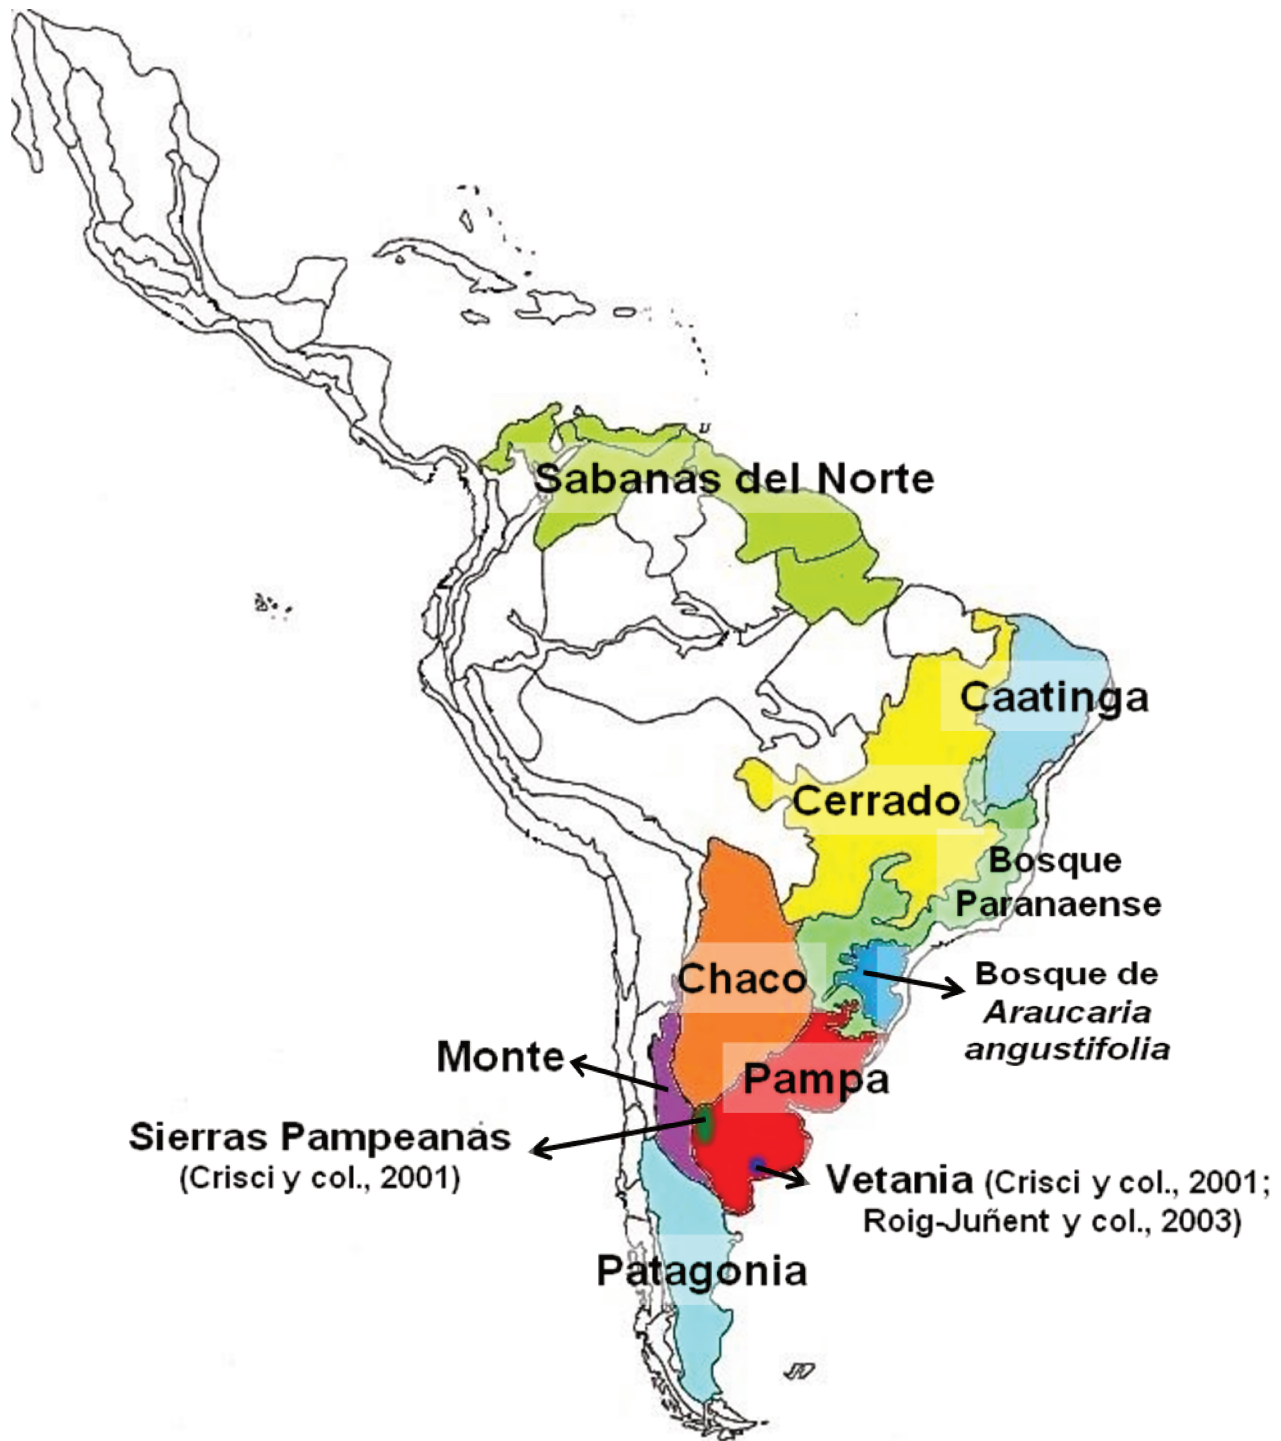 Sabanas del Norte
Caatinga
Cerrado
Bosque
Paranaense
Chaco
Bosque de
Araucaria
angustifolia
Monte
Pampa
Sierras Pampeanas
(Crisci y col., 2001)
Vetania (Crisci y col., 2001;
Roig-Juñent y col., 2003)
Patagonia